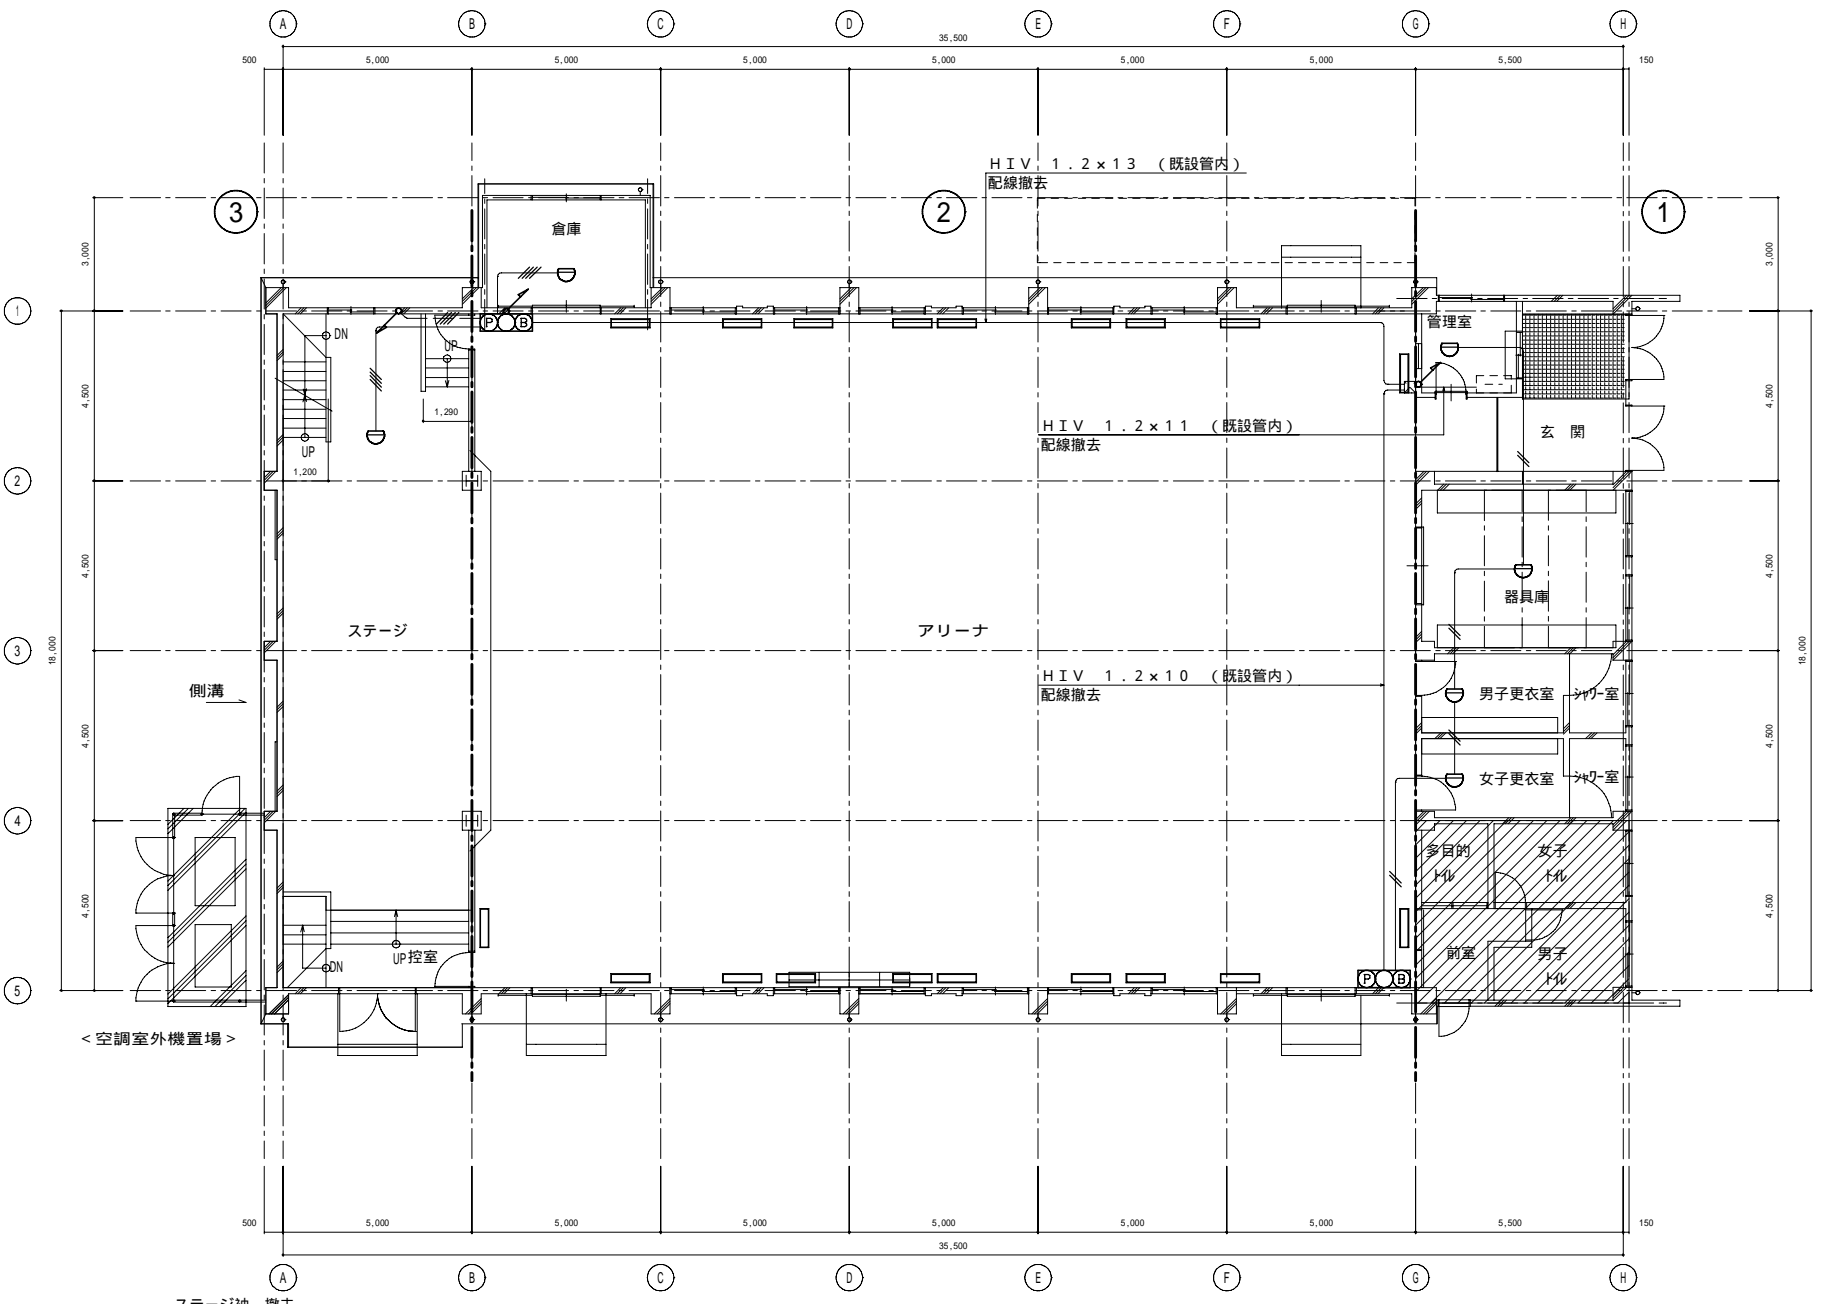 A B C D E F G H
35,500
500 5,000 5,000 5,000 5,000 5,000 5,000 5,500 150
HIV 1.2×13 (既設管内)
配線撤去
3 2 1
倉庫
3,000 3,000
1 P B 管理室
DN
UP
4,500 4,500
1,290
HIV 1.2×11 (既設管内)
配線撤去
玄 関
UP
1,200
2
4,500 4,500
器具庫
ステージ アリーナ
18,000 18,000
3
HIV 1.2×10 (既設管内)
配線撤去
側溝
男子更衣室 シャワー室
4,500 4,500
女子更衣室 シャワー室
4
多目的 女子
トイレ トイレ
4,500 4,500
UP 控室 前室 男子
DN トイレ
5 P B
<空調室外機置場>
500 5,000 5,000 5,000 5,000 5,000 5,000 5,500 150
35,500
A B C D E F G H